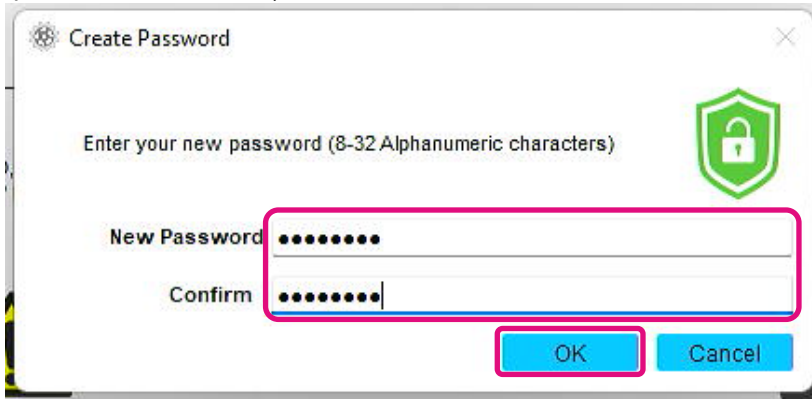 Create Password
Enter your new password (8-32 Alphanumeric characters)
New Password ••••••••
Confirm ••••••••
OK Cancel